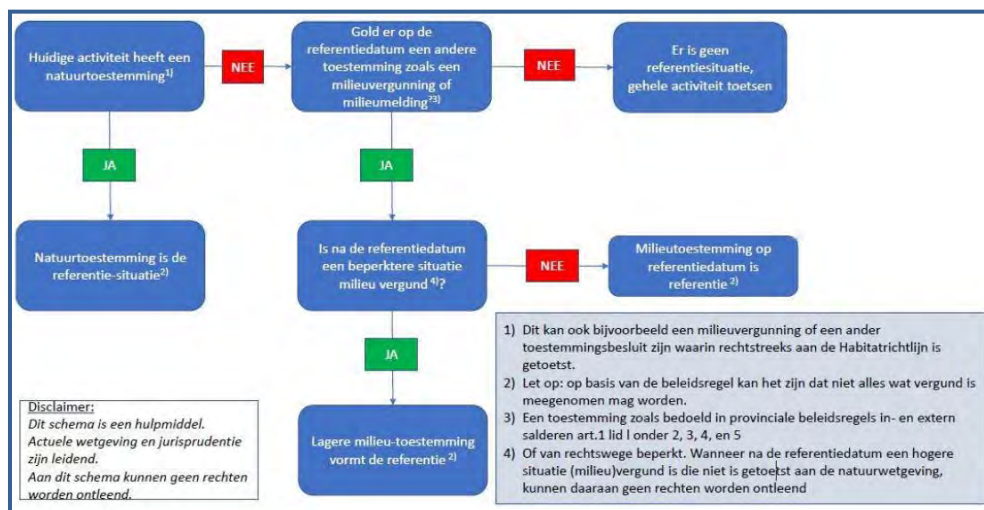 Huidige activiteit heeft een
natuurtoestemming1)
NEE
Gold er op de
referentiedatum een andere
toestemming zoals een
milieuvergunning of
milieumelding?3)
NEE
Er is geen
referentiesituatie,
gehele activiteit toetsen
JA
JA
Natuurtoestemming is de
referentie-situatie2)
Is na de referentiedatum
een beperktere situatie
milieu vergund 4)?
NEE
Milieutoestemming op
referentiedatum is
referentie 2)
JA
Lagere milieu-toestemming
vormt de referentie 2)
1) Dit kan ook bijvoorbeeld een milieuvergunning of een ander
toestemmingsbesluit zijn waarin rechtstreeks aan de Habitatrichtlijn is
getoetst.
2) Let op: op basis van de beleidsregel kan het zijn dat niet alles wat vergund is
meegenomen mag worden.
3) Een toestemming zoals bedoeld in provinciale beleidsregels in- en extern
salderen art.1 lid l onder 2, 3, 4, en 5
4) Of van rechtswege beperkt. Wanneer na de referentiedatum een hogere
situatie (milieu)vergund is die niet is getoetst aan de natuurwetgeving,
kunnen daaraan geen rechten worden ontleend
Disclaimer:
Dit schema is een hulpmiddel.
Actuele wetgeving en jurisprudentie
zijn leidend.
Aan dit schema kunnen geen rechten
worden ontleend.